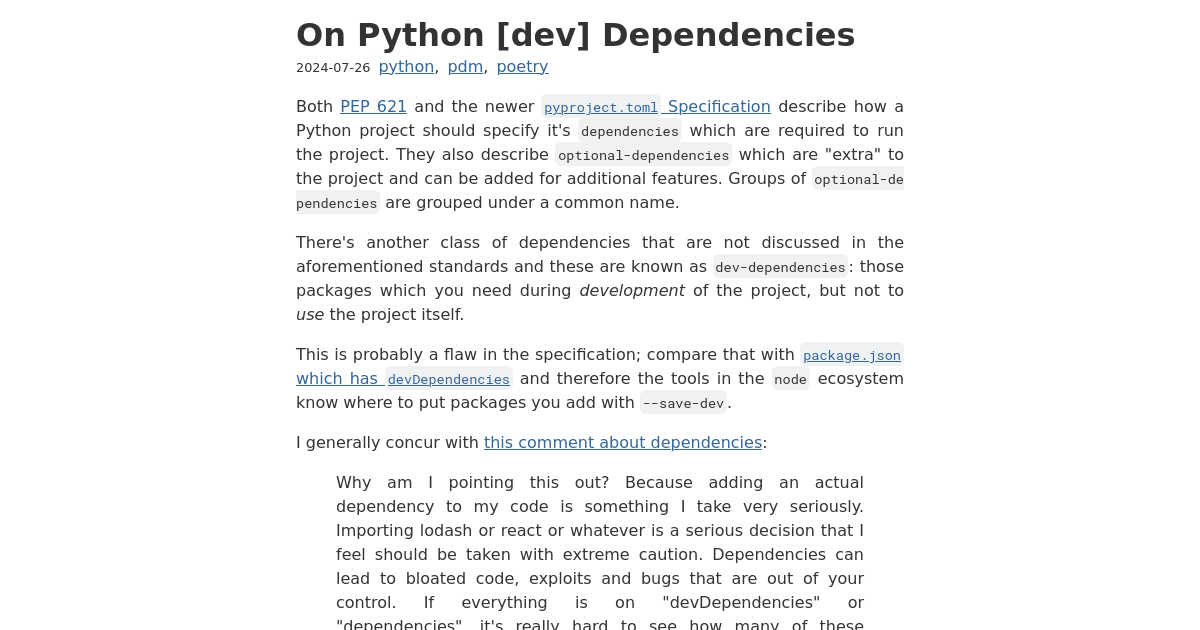 On Python [dev] Dependencies
2024-07-26 python, pdm, poetry
Both PEP 621 and the newer pyproject.toml Specification describe how a
Python project should specify it's dependencies which are required to run
the project. They also describe optional-dependencies which are "extra" to
the project and can be added for additional features. Groups of optional-de
pendencies are grouped under a common name.
There's another class of dependencies that are not discussed in the
aforementioned standards and these are known as dev-dependencies: those
packages which you need during development of the project, but not to
use the project itself.
This is probably a flaw in the specification; compare that with package.json
which has devDependencies and therefore the tools in the node ecosystem
know where to put packages you add with --save-dev.
I generally concur with this comment about dependencies:
Why am I pointing this out? Because adding an actual
dependency to my code is something I take very seriously.
Importing lodash or react or whatever is a serious decision that I
feel should be taken with extreme caution. Dependencies can
lead to bloated code, exploits and bugs that are out of your
control. If everything is on "devDependencies" or
"dependencies", it's really hard to see how many of these